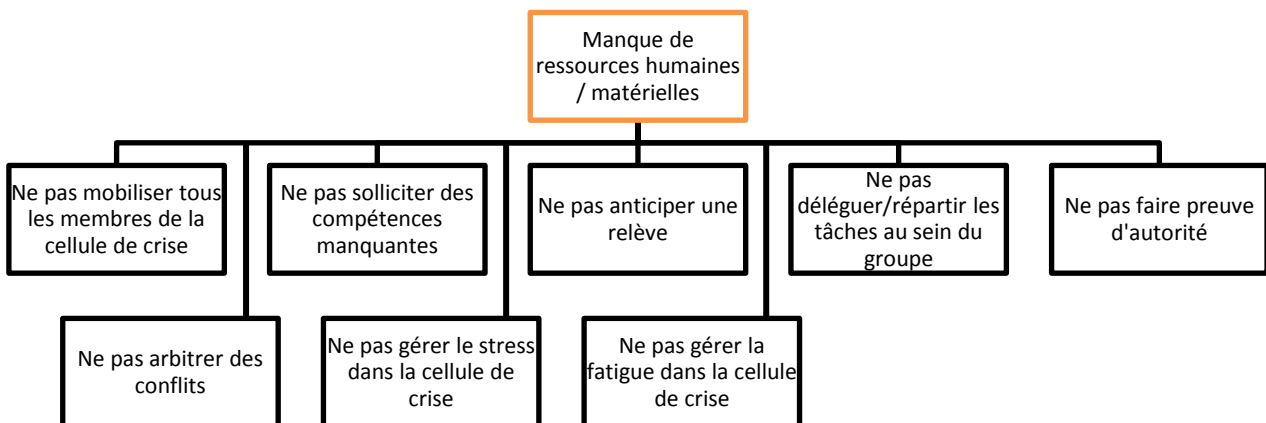 Manque de
ressources humaines
/ matérielles
Ne pas mobiliser tous
les membres de la
cellule de crise
Ne pas solliciter des
compétences
manquantes
Ne pas anticiper une
relève
Ne pas
déléguer/répartir les
tâches au sein du
groupe
Ne pas faire preuve
d'autorité
Ne pas arbitrer des
conflits
Ne pas gérer le stress
dans la cellule de
crise
Ne pas gérer la
fatigue dans la cellule
de crise